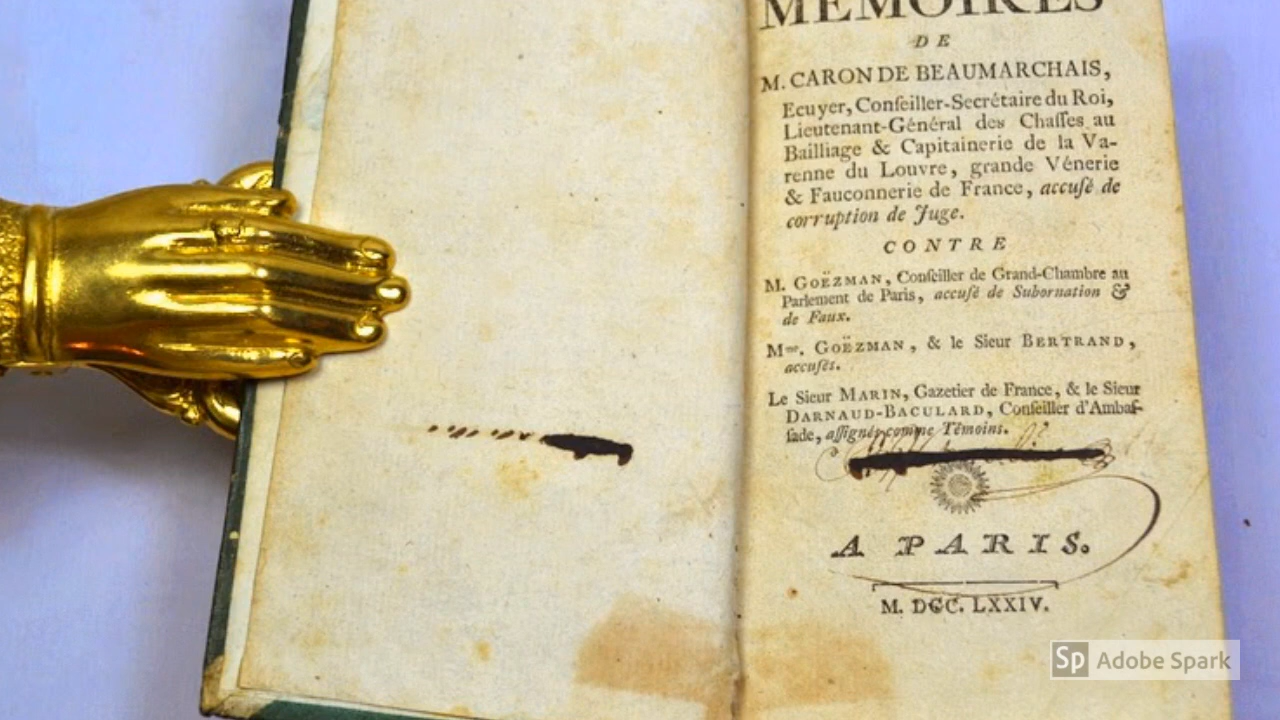 MÉMOIRES
DE
M. CARON DE BEAUMARCHAIS,
Ecuyer, Conſeiller-Secrétaire du Roi,
Lieutenant-Général des Chaſſes au
Bailliage & Capitainerie de la Va-
renne du Louvre, grande Vénerie
& Fauconnerie de France, accuſé de
corruption de Juge.
CONTRE
M. GOËZMAN, Conſeiller de Grand-Chambre au
Parlement de Paris, accuſé de Subornation &
de Faux.
Mme. GOËZMAN, & le Sieur BERTRAND,
accuſés.
Le Sieur MARIN, Gazetier de France, & le Sieur
DARNAUD-BACULARD, Conſeiller d'Ambaſ-
ſade, aſſignés comme Témoins.
A PARIS.
M. DCC. LXXIV.
Sp Adobe Spark